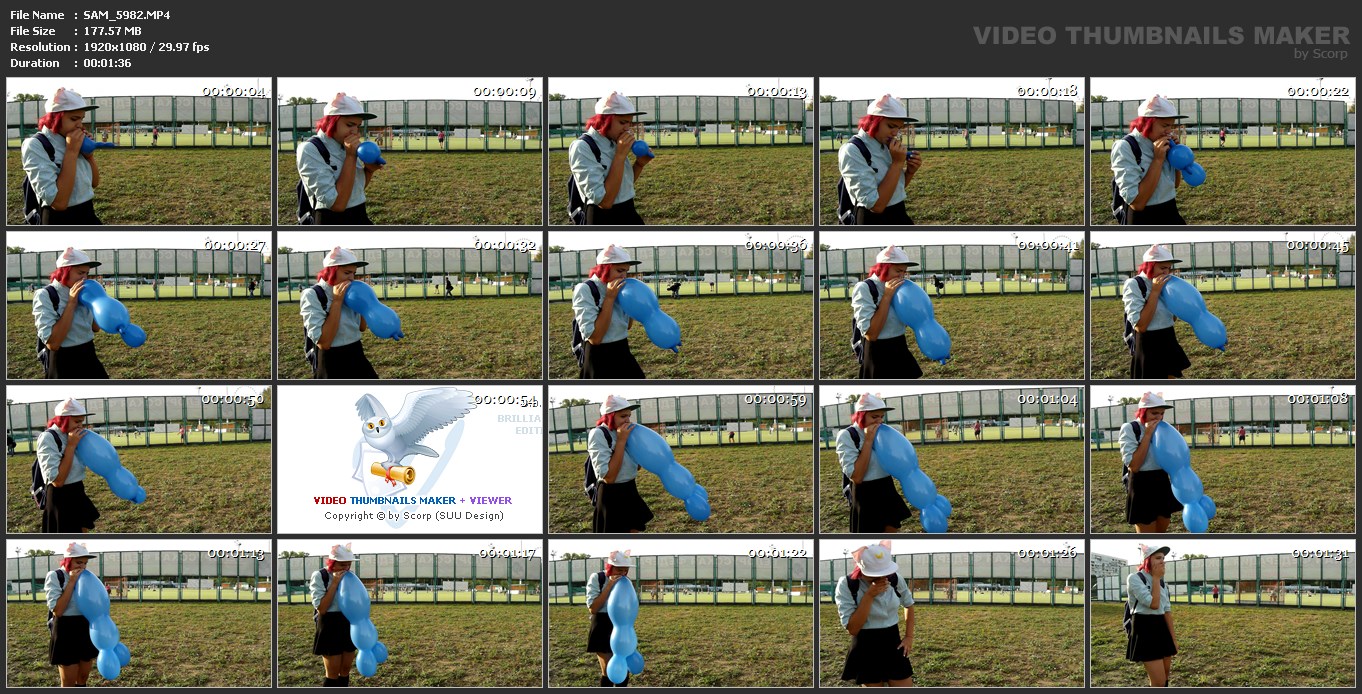 File Name : SAM_5982.MP4
File Size : 177.57 MB
Resolution : 1920x1080 / 29.97 fps
Duration : 00:01:36
VIDEO THUMBNAILS MAKER
by Scorp
00:00:04
00:00:09
00:00:13
00:00:18
00:00:22
00:00:27
00:00:32
00:00:36
00:00:41
00:00:45
00:00:50
00:00:54
00:00:59
00:01:04
00:01:08
BRILLIA
EDIT
VIDEO THUMBNAILS MAKER + VIEWER
Copyright © by Scorp (SUU Design)
00:01:13
00:01:17
00:01:22
00:01:26
00:01:31